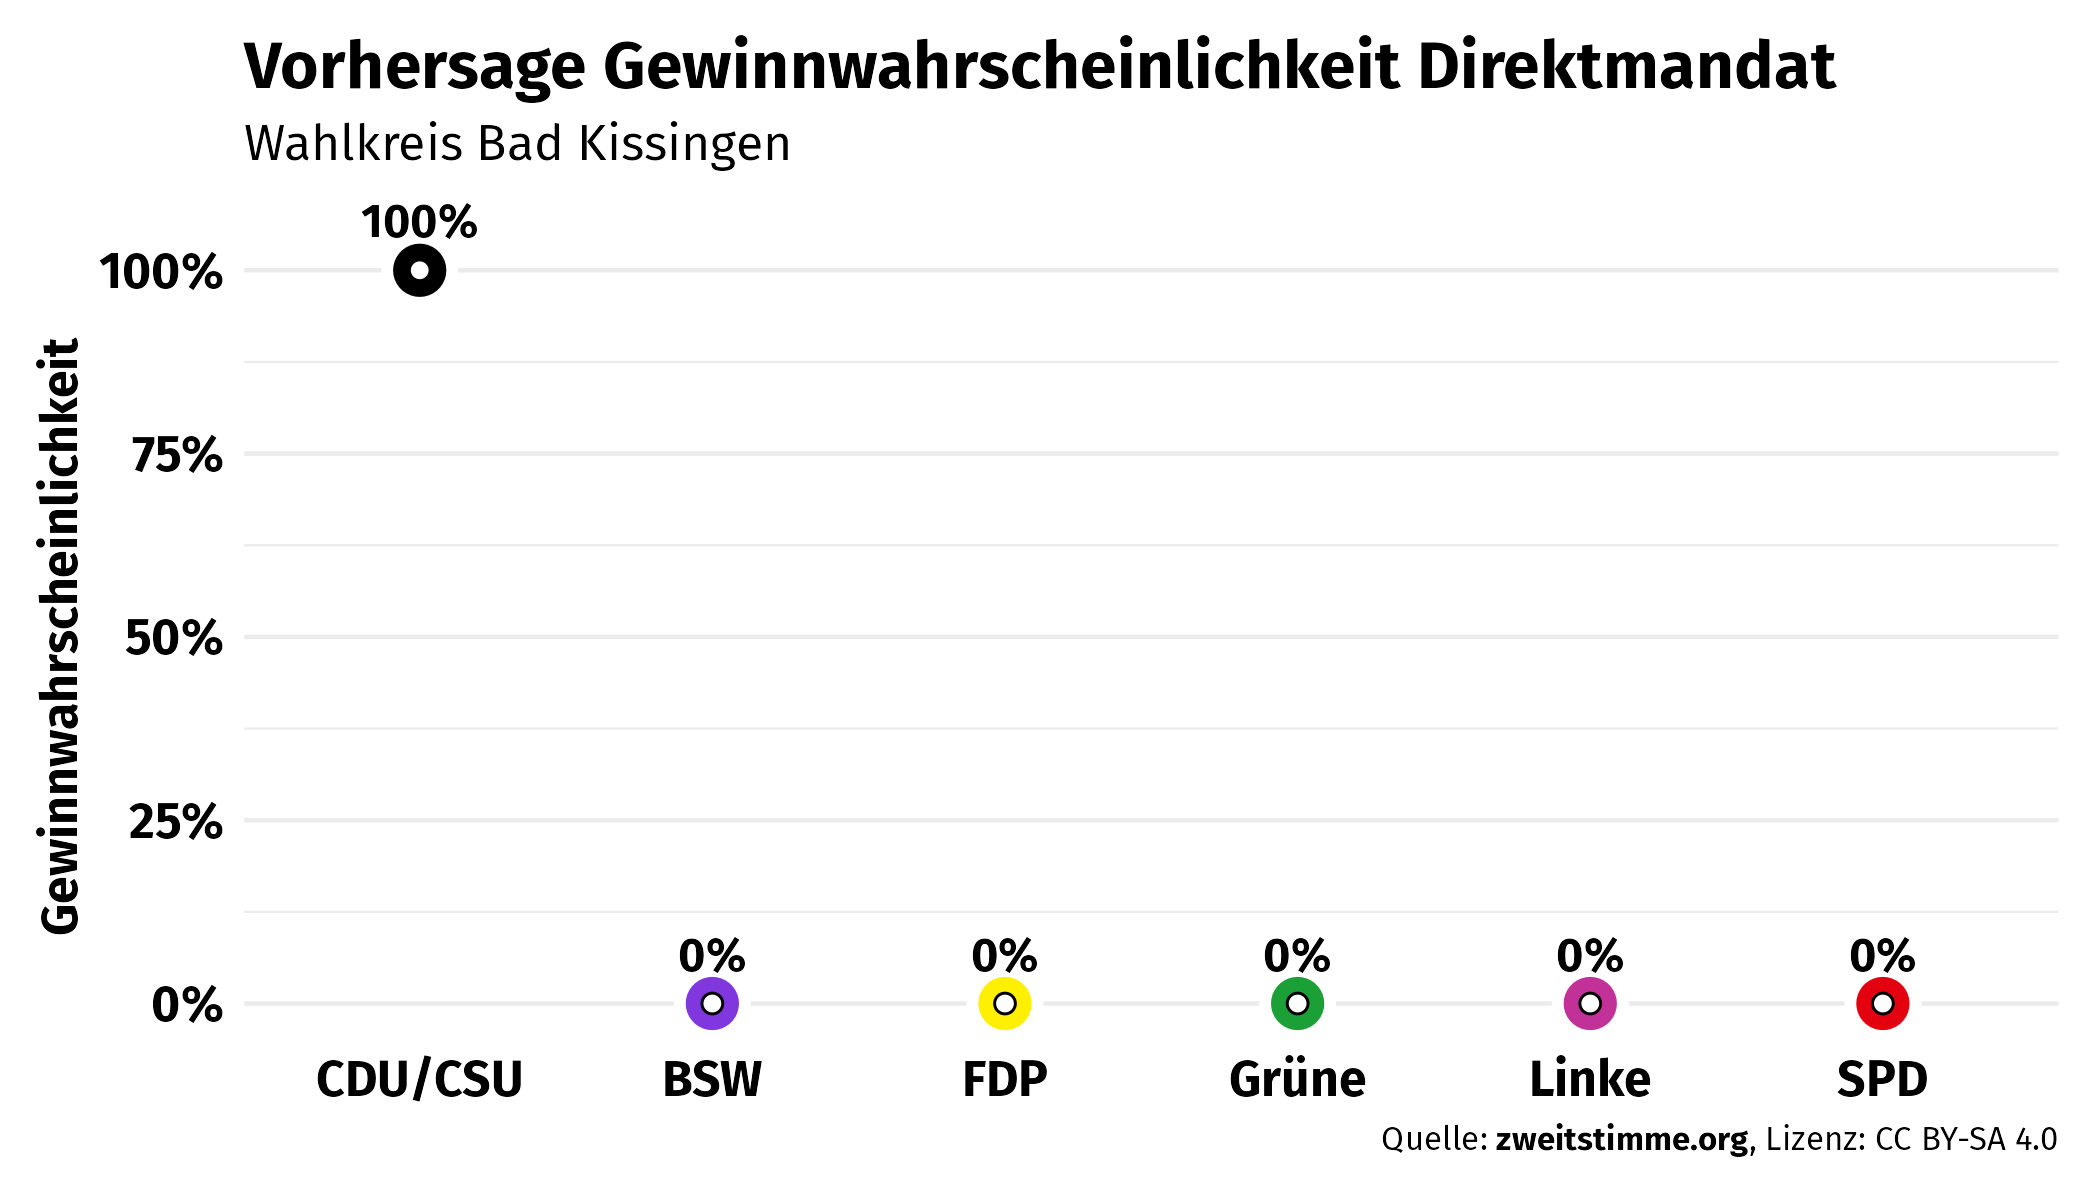 Vorhersage Gewinnwahrscheinlichkeit Direktmandat
Wahlkreis Bad Kissingen
Gewinnwahrscheinlichkeit
100%
100%
75%
50%
25%
0%
0% 0% 0% 0% 0%
CDU/CSU BSW FDP Grüne Linke SPD
Quelle: zweitstimme.org, Lizenz: CC BY-SA 4.0